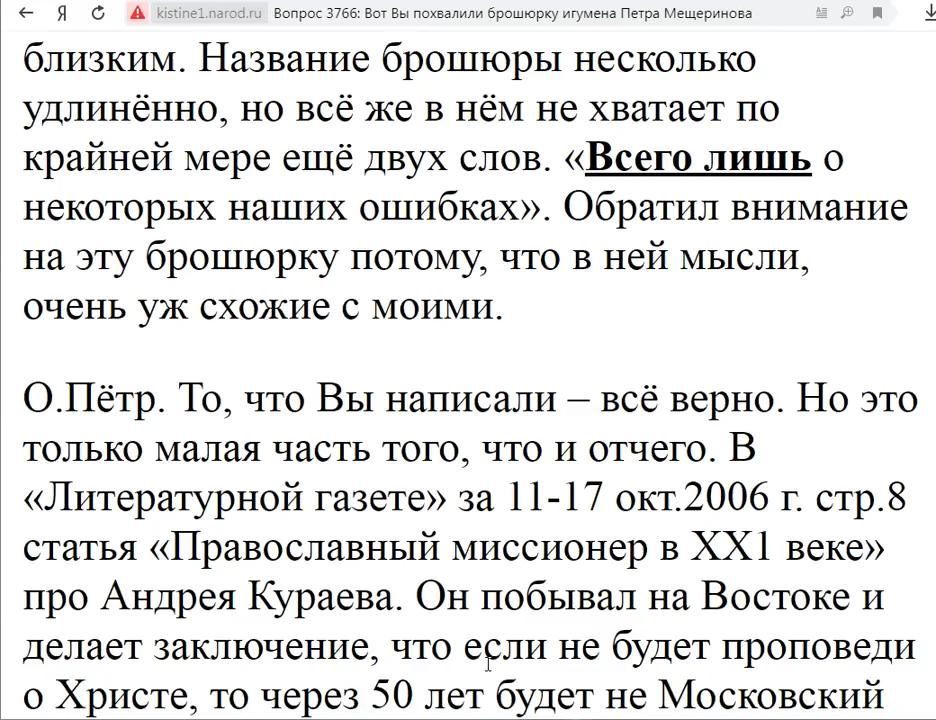 Я kistine1.narod.ru Вопрос 3766: Вот Вы похвалили брошюрку игумена Петра Мещеринова
близким. Название брошюры несколько
удлинённо, но всё же в нём не хватает по
крайней мере ещё двух слов. «Всего лишь о
некоторых наших ошибках». Обратил внимание
на эту брошюрку потому, что в ней мысли,
очень уж схожие с моими.
О.Пётр. То, что Вы написали – всё верно. Но это
только малая часть того, что и отчего. В
«Литературной газете» за 11-17 окт.2006 г. стр.8
статья «Православный миссионер в ХХ1 веке»
про Андрея Кураева. Он побывал на Востоке и
делает заключение, что если не будет проповеди
о Христе, то через 50 лет будет не Московский